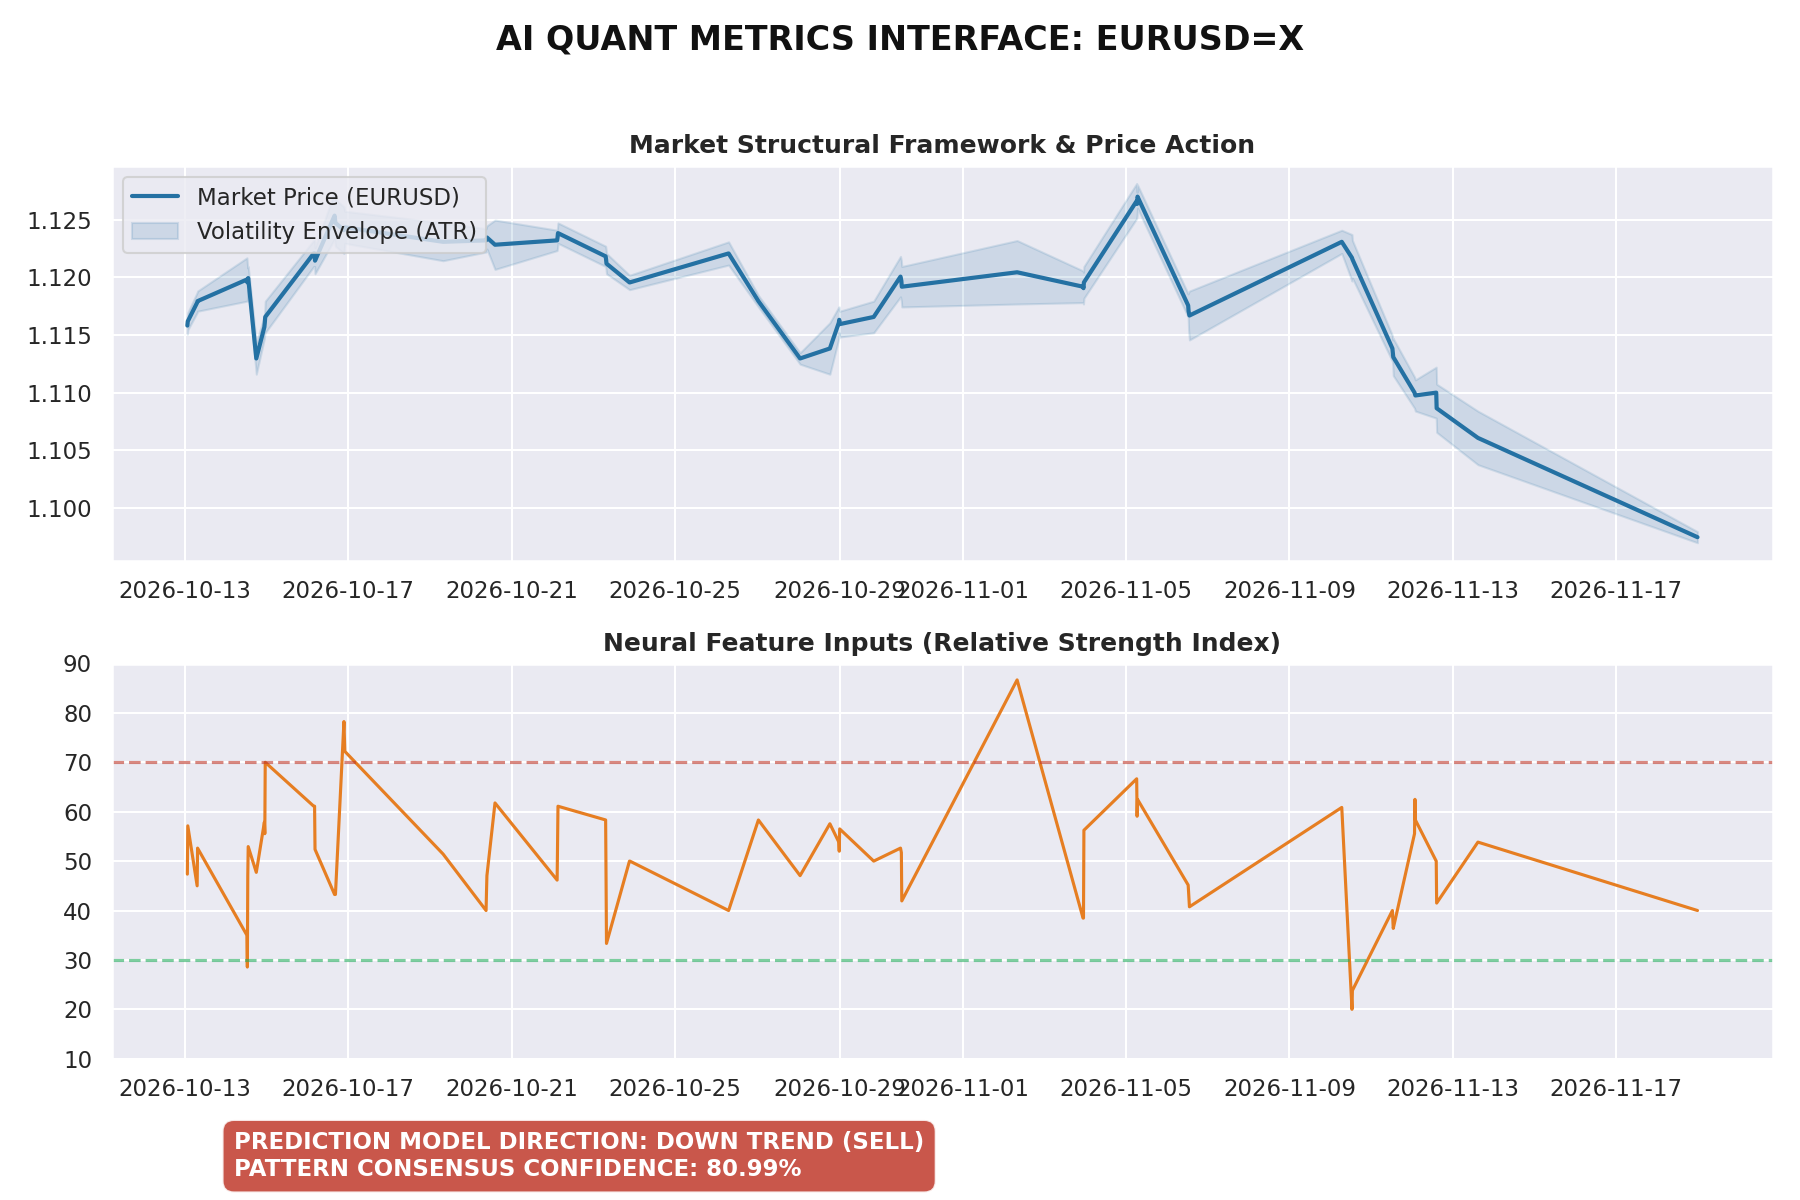 AI QUANT METRICS INTERFACE: EURUSD=X
Market Structural Framework & Price Action
Market Price (EURUSD)
Volatility Envelope (ATR)
1.125
1.120
1.115
1.110
1.105
1.100
2026-10-13 2026-10-17 2026-10-21 2026-10-25 2026-10-29 2026-11-01 2026-11-05 2026-11-09 2026-11-13 2026-11-17
Neural Feature Inputs (Relative Strength Index)
90
80
70
60
50
40
30
20
10
2026-10-13 2026-10-17 2026-10-21 2026-10-25 2026-10-29 2026-11-01 2026-11-05 2026-11-09 2026-11-13 2026-11-17
PREDICTION MODEL DIRECTION: DOWN TREND (SELL)
PATTERN CONSENSUS CONFIDENCE: 80.99%